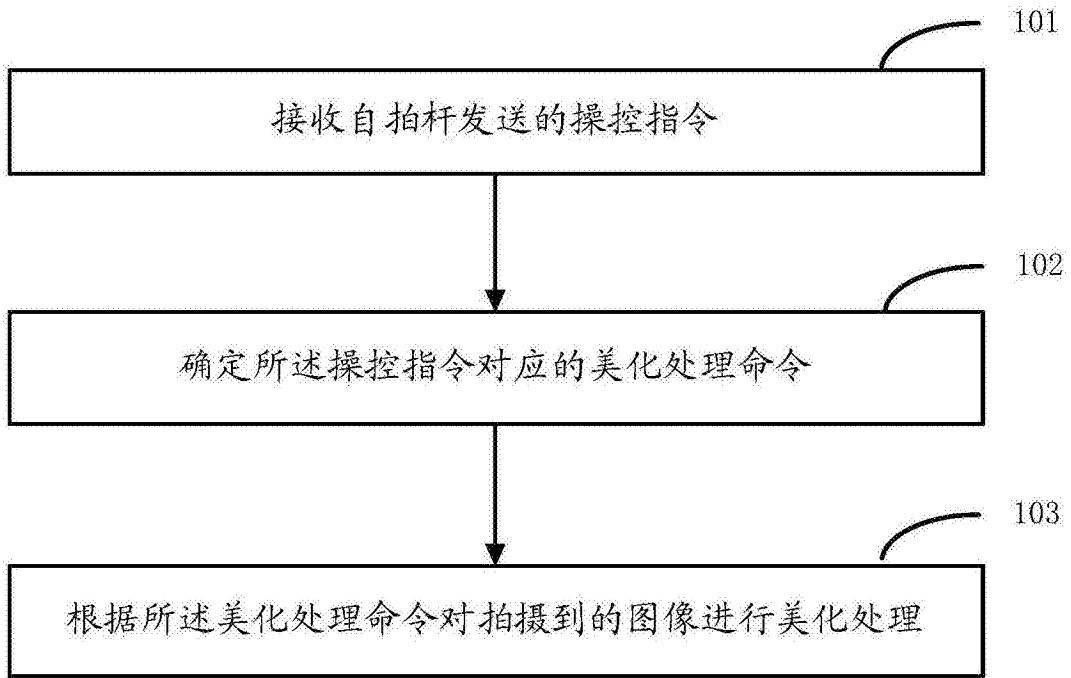 101
接收自拍杆发送的操控指令
102
确定所述操控指令对应的美化处理命令
103
根据所述美化处理命令对拍摄到的图像进行美化处理